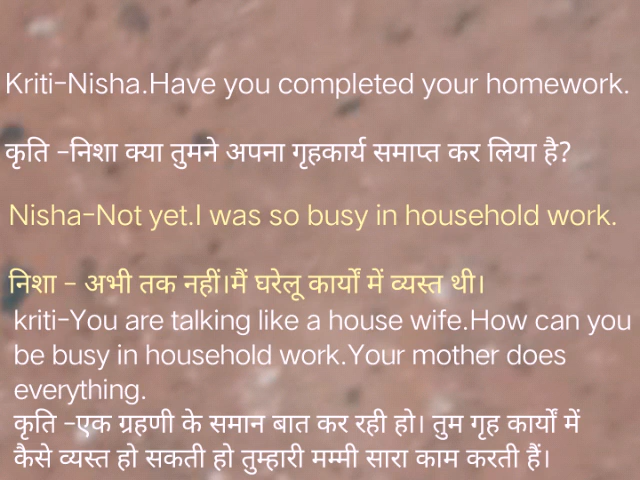 Kriti-Nisha.Have you completed your homework.
कृति -निशा क्या तुमने अपना गृहकार्य समाप्त कर लिया है?
Nisha-Not yet.I was so busy in household work.
निशा - अभी तक नहीं।मैं घरेलू कार्यों में व्यस्त थी।
kriti-You are talking like a house wife.How can you
be busy in household work.Your mother does
everything.
कृति -एक ग्रहणी के समान बात कर रही हो। तुम गृह कार्यों में
कैसे व्यस्त हो सकती हो तुम्हारी मम्मी सारा काम करती हैं।